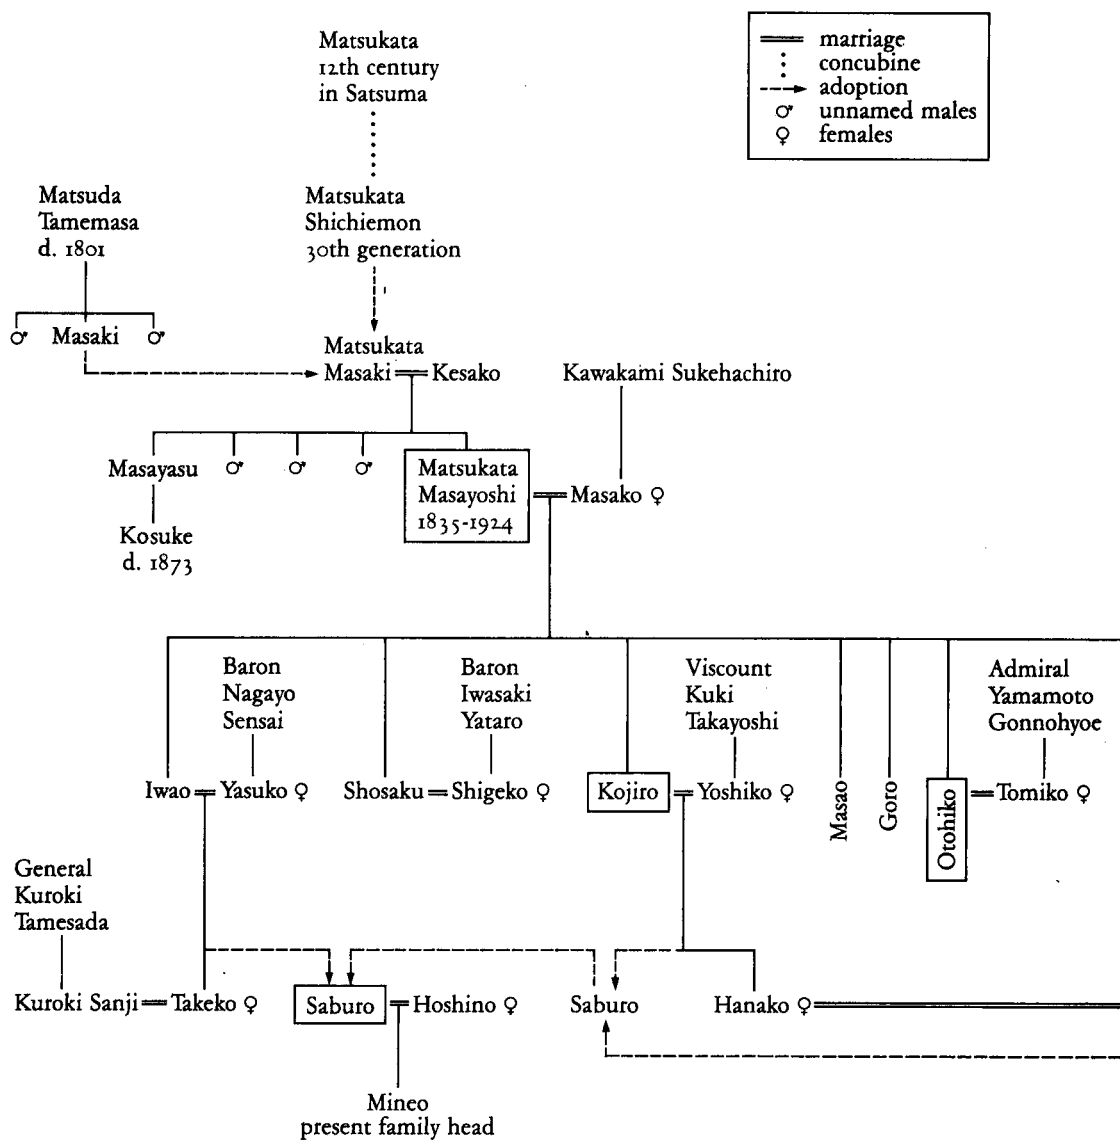 marriage
concubine
adoption
♂ unnamed males
♀ females
Matsukata
12th century
in Satsuma
Matsuda
Tamemasa
d. 1801
Matsukata
Shichiemon
30th generation
♂ Masaki ♂
Matsukata
Masaki Kesako
Kawakami Sukehachiro
Masayasu ♂ ♂ ♂
Matsukata
Masayoshi
1835-1924
Masako ♀
Kosuke
d. 1873
Baron
Nagayo
Sensai
Baron
Iwasaki
Yataro
Viscount
Kuki
Takayoshi
Admiral
Yamamoto
Gonnohyoe
Iwao Yasuko ♀
Shosaku Shigeko ♀
Kojiro Yoshiko ♀
Masao
Goro
Otohiko
Tomiko ♀
General
Kuroki
Tamesada
Kuroki Sanji Takeko ♀
Saburo Hoshino ♀
Saburo
Hanako ♀
Mineo
present family head